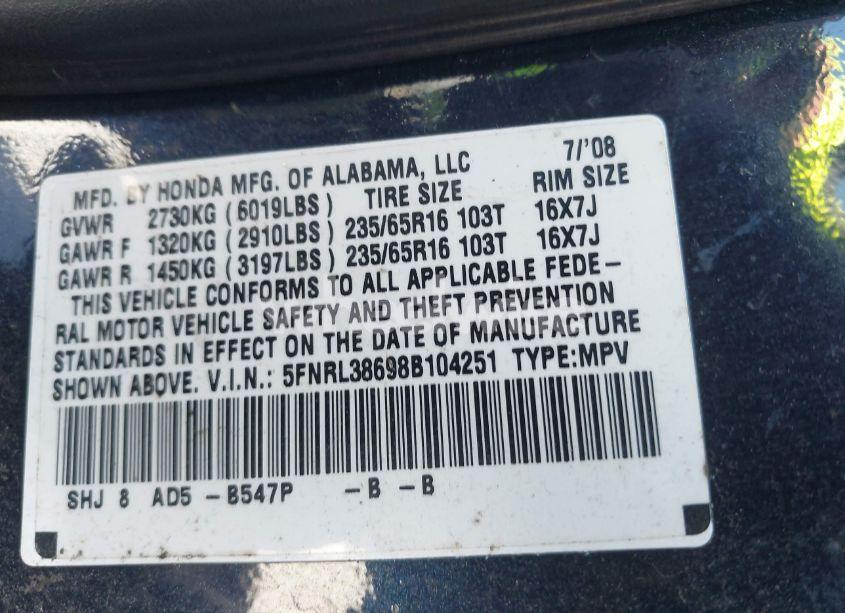 MFD. BY HONDA MFG. OF ALABAMA, LLC 7/'08
GVWR 2730KG (6019LBS) TIRE SIZE RIM SIZE
GAWR F 1320KG (2910LBS) 235/65R16 103T 16X7J
GAWR R 1450KG (3197LBS) 235/65R16 103T 16X7J
THIS VEHICLE CONFORMS TO ALL APPLICABLE FEDE-
RAL MOTOR VEHICLE SAFETY AND THEFT PREVENTION
STANDARDS IN EFFECT ON THE DATE OF MANUFACTURE
SHOWN ABOVE. V.I.N.: 5FNRL38698B104251 TYPE:MPV
SHJ 8 AD5 -B547P -B -B